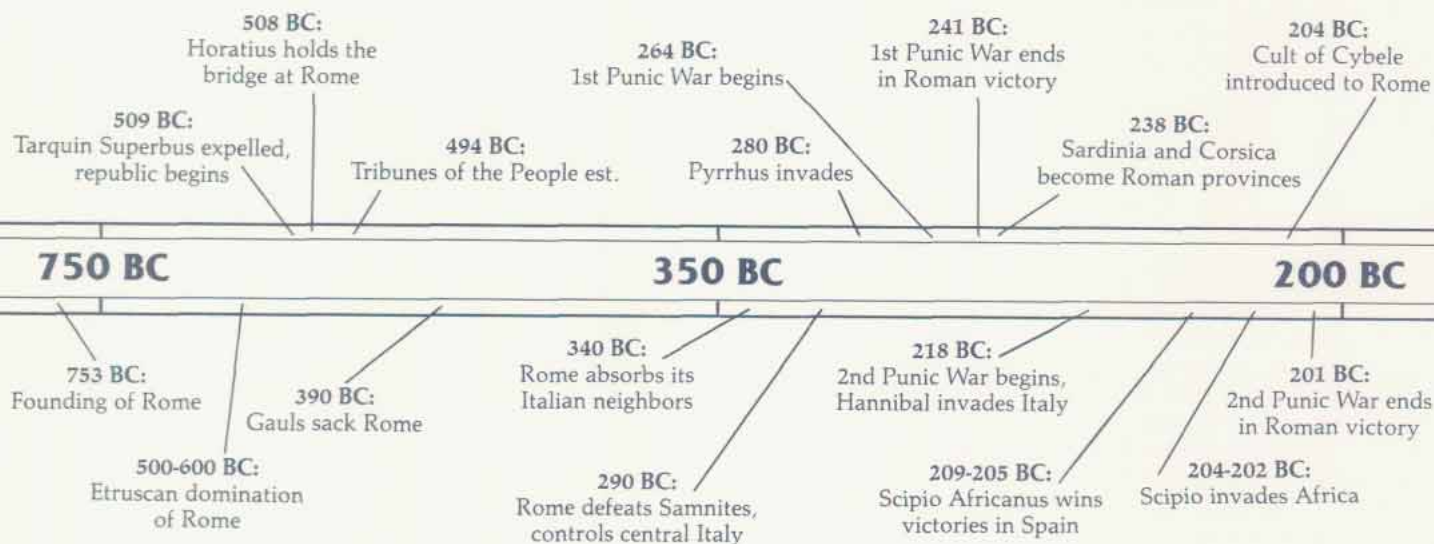 508 BC:
Horatius holds the
bridge at Rome
509 BC:
Tarquin Superbus expelled,
republic begins
494 BC:
Tribunes of the People est.
264 BC:
1st Punic War begins
280 BC:
Pyrrhus invades
241 BC:
1st Punic War ends
in Roman victory
238 BC:
Sardinia and Corsica
become Roman provinces
204 BC:
Cult of Cybele
introduced to Rome
750 BC
350 BC
200 BC
753 BC:
Founding of Rome
500-600 BC:
Etruscan domination
of Rome
390 BC:
Gauls sack Rome
340 BC:
Rome absorbs its
Italian neighbors
290 BC:
Rome defeats Samnites,
controls central Italy
218 BC:
2nd Punic War begins,
Hannibal invades Italy
209-205 BC:
Scipio Africanus wins
victories in Spain
204-202 BC:
Scipio invades Africa
201 BC:
2nd Punic War ends
in Roman victory